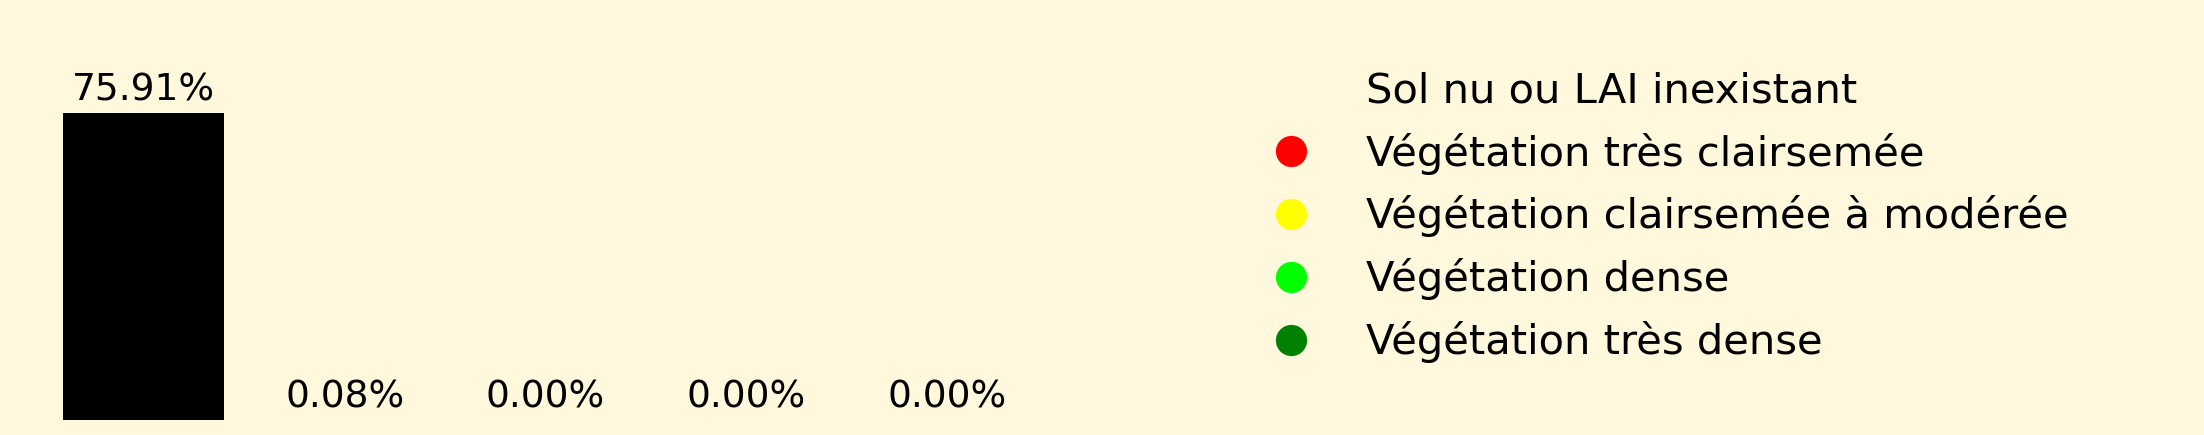 75.91%
0.08%
0.00%
0.00%
0.00%
Sol nu ou LAI inexistant
Végétation très clairsemée
Végétation clairsemée à modérée
Végétation dense
Végétation très dense